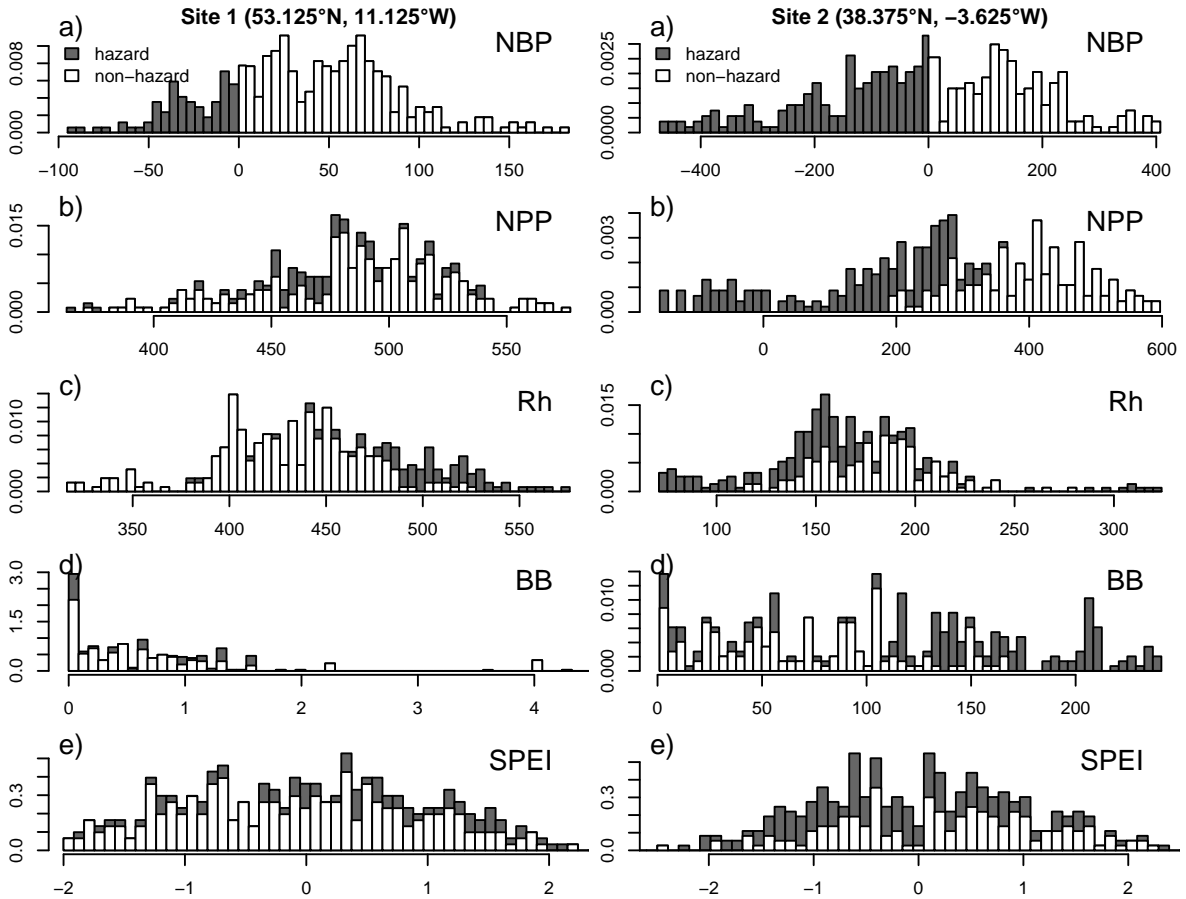 Site 1 (53.125°N, 11.125°W)
a)
NBP
hazard
non−hazard
0.000 0.008
−100 −50 0 50 100 150
b)
NPP
0.000 0.015
400 450 500 550
c)
Rh
0.000 0.010
350 400 450 500 550
d)
BB
0.0 1.5 3.0
0 1 2 3 4
e)
SPEI
0.0 0.3
−2 −1 0 1 2
Site 2 (38.375°N, −3.625°W)
a)
NBP
hazard
non−hazard
0.0000 0.0025
−400 −200 0 200 400
b)
NPP
0.000 0.003
0 200 400 600
c)
Rh
0.000 0.015
100 150 200 250 300
d)
BB
0.000 0.010
0 50 100 150 200
e)
SPEI
0.0 0.3
−2 −1 0 1 2